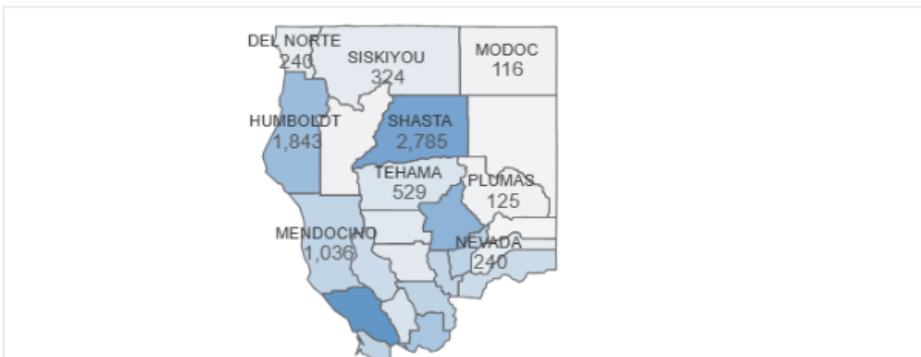 DEL NORTE
240
SISKIYOU
324
MODOC
116
HUMBOLDT
1,843
SHASTA
2,785
TEHAMA
529
PLUMAS
125
MENDOCINO
1,036
NEVADA
240